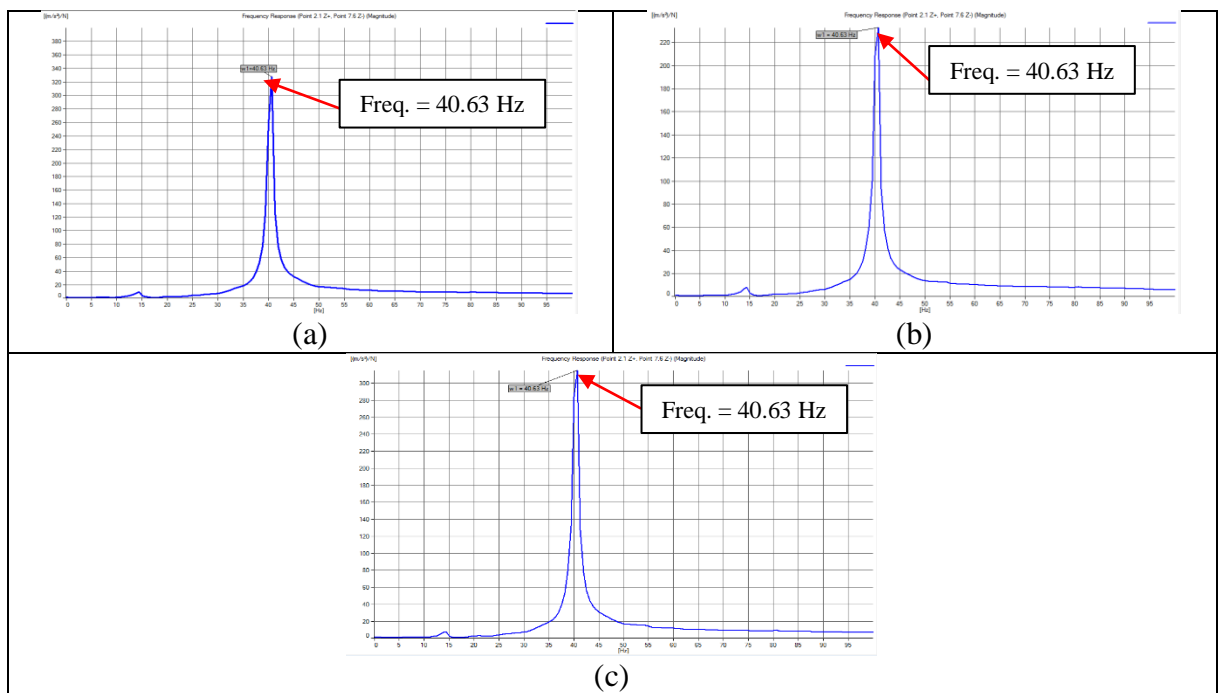 [(m/s²)/N] Frequency Response (Point 2.1 Z+, Point 7.6 Z-) (Magnitude)
380
360
340
w1=40.63 Hz
320
300
280
260
240
220
200
180
160
140
120
100
80
60
40
20
0
0 5 10 15 20 25 30 35 40 45 50 55 60 65 70 75 80 85 90 95
[Hz]
Freq. = 40.63 Hz
(a)
[(m/s²)/N] Frequency Response (Point 2.1 Z+, Point 7.6 Z-) (Magnitude)
w1 = 40.63 Hz
220
200
180
160
140
120
100
80
60
40
20
0
0 5 10 15 20 25 30 35 40 45 50 55 60 65 70 75 80 85 90 95
[Hz]
Freq. = 40.63 Hz
(b)
[(m/s²)/N] Frequency Response (Point 2.1 Z+, Point 7.6 Z-) (Magnitude)
300
w1 = 40.63 Hz
280
260
240
220
200
180
160
140
120
100
80
60
40
20
0
0 5 10 15 20 25 30 35 40 45 50 55 60 65 70 75 80 85 90 95
[Hz]
Freq. = 40.63 Hz
(c)